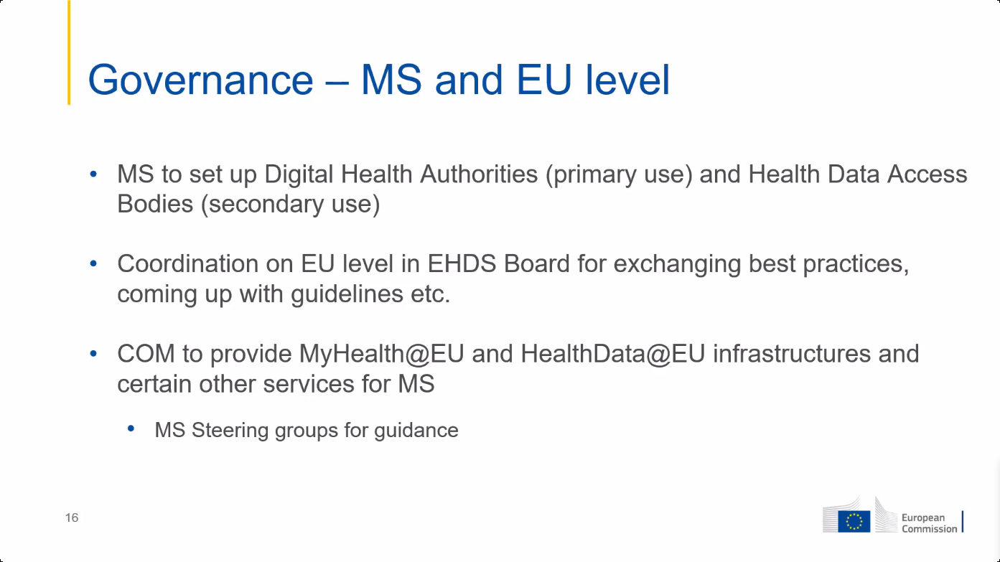 Governance – MS and EU level
• MS to set up Digital Health Authorities (primary use) and Health Data Access
Bodies (secondary use)
• Coordination on EU level in EHDS Board for exchanging best practices,
coming up with guidelines etc.
• COM to provide MyHealth@EU and HealthData@EU infrastructures and
certain other services for MS
• MS Steering groups for guidance
16
European
Commission